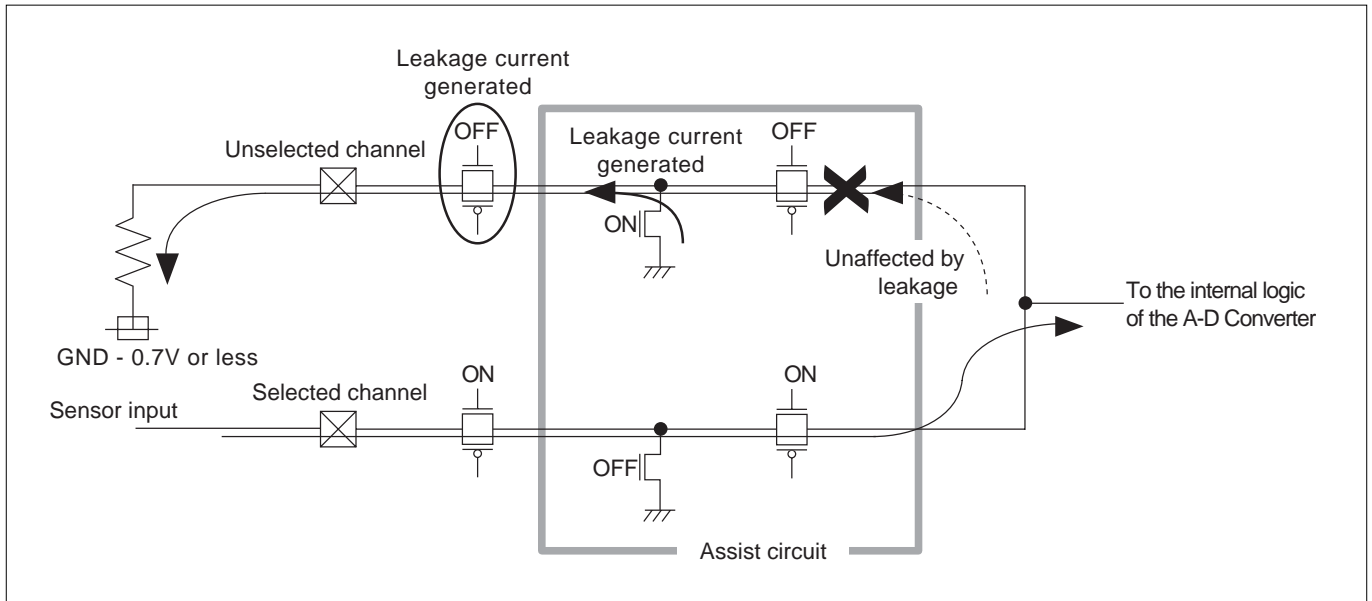 Leakage current
generated
OFF
Unselected channel
Leakage current
generated
OFF
ON
Unaffected by
leakage
To the internal logic
of the A-D Converter
GND - 0.7V or less
Selected channel
Sensor input
ON
ON
OFF
Assist circuit